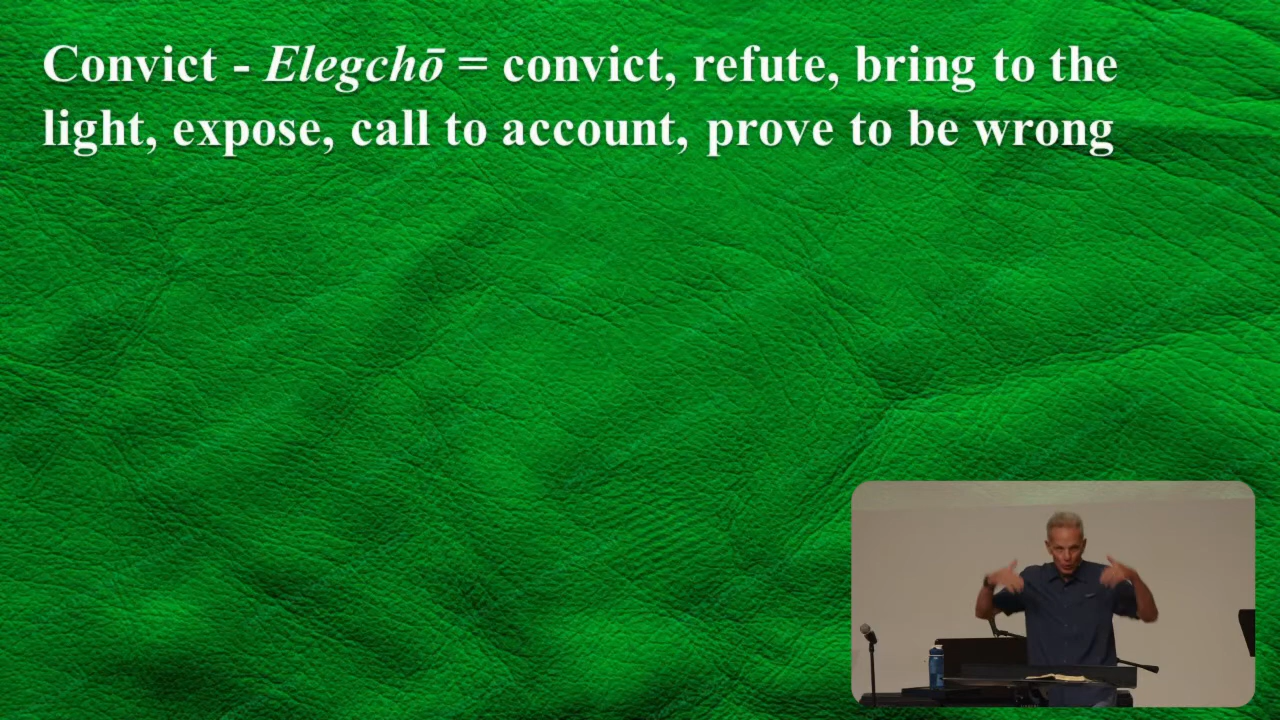 Convict - Elegchō = convict, refute, bring to the
light, expose, call to account, prove to be wrong